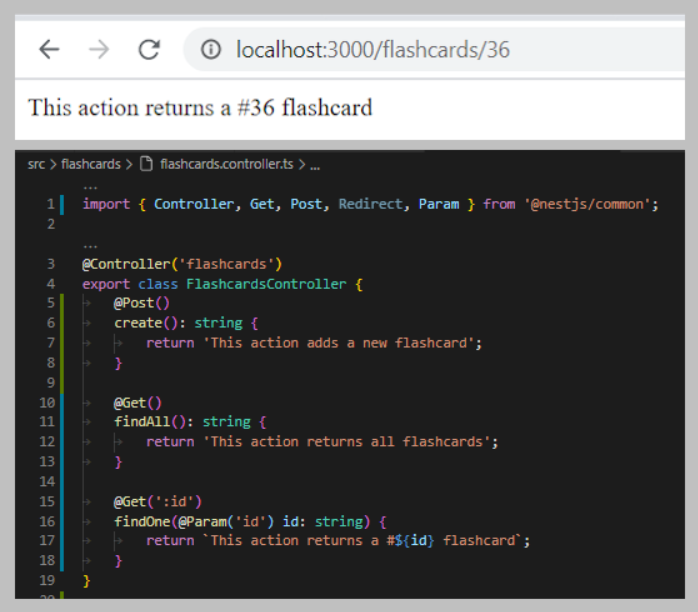 localhost:3000/flashcards/36
This action returns a #36 flashcard
src > flashcards > flashcards.controller.ts > ...
...
1 import { Controller, Get, Post, Redirect, Param } from '@nestjs/common';
2
...
3 @Controller('flashcards')
4 export class FlashcardsController {
5 @Post()
6 create(): string {
7 return 'This action adds a new flashcard';
8 }
9
10 @Get()
11 findAll(): string {
12 return 'This action returns all flashcards';
13 }
14
15 @Get(':id')
16 findOne(@Param('id') id: string) {
17 return `This action returns a #${id} flashcard`;
18 }
19 }
20